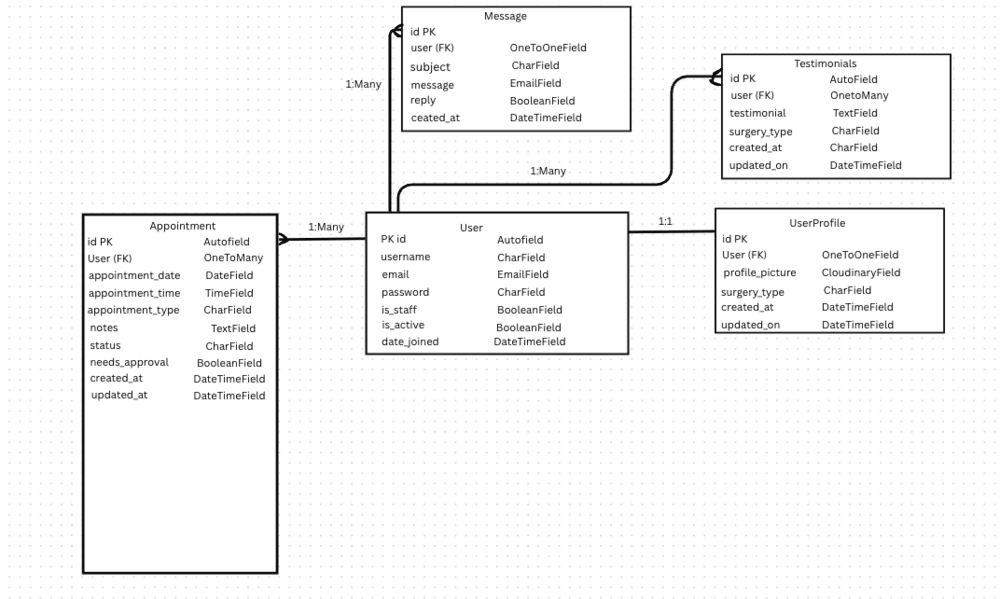 Message
id PK
user (FK) OneToOneField
subject CharField
message EmailField
reply BooleanField
ceated_at DateTimeField
1:Many
Testimonials
id PK AutoField
user (FK) OnetoMany
testimonial TextField
surgery_type CharField
created_at CharField
updated_on DateTimeField
1:Many
Appointment
id PK Autofield
User (FK) OneToMany
appointment_date DateField
appointment_time TimeField
appointment_type CharField
notes TextField
status CharField
needs_approval BooleanField
created_at DateTimeField
updated_at DateTimeField
1:Many
User
PK id Autofield
username CharField
email EmailField
password CharField
is_staff BooleanField
is_active BooleanField
date_joined DateTimeField
1:1
UserProfile
id PK
User (FK) OneToOneField
profile_picture CloudinaryField
surgery_type CharField
created_at DateTimeField
updated_on DateTimeField